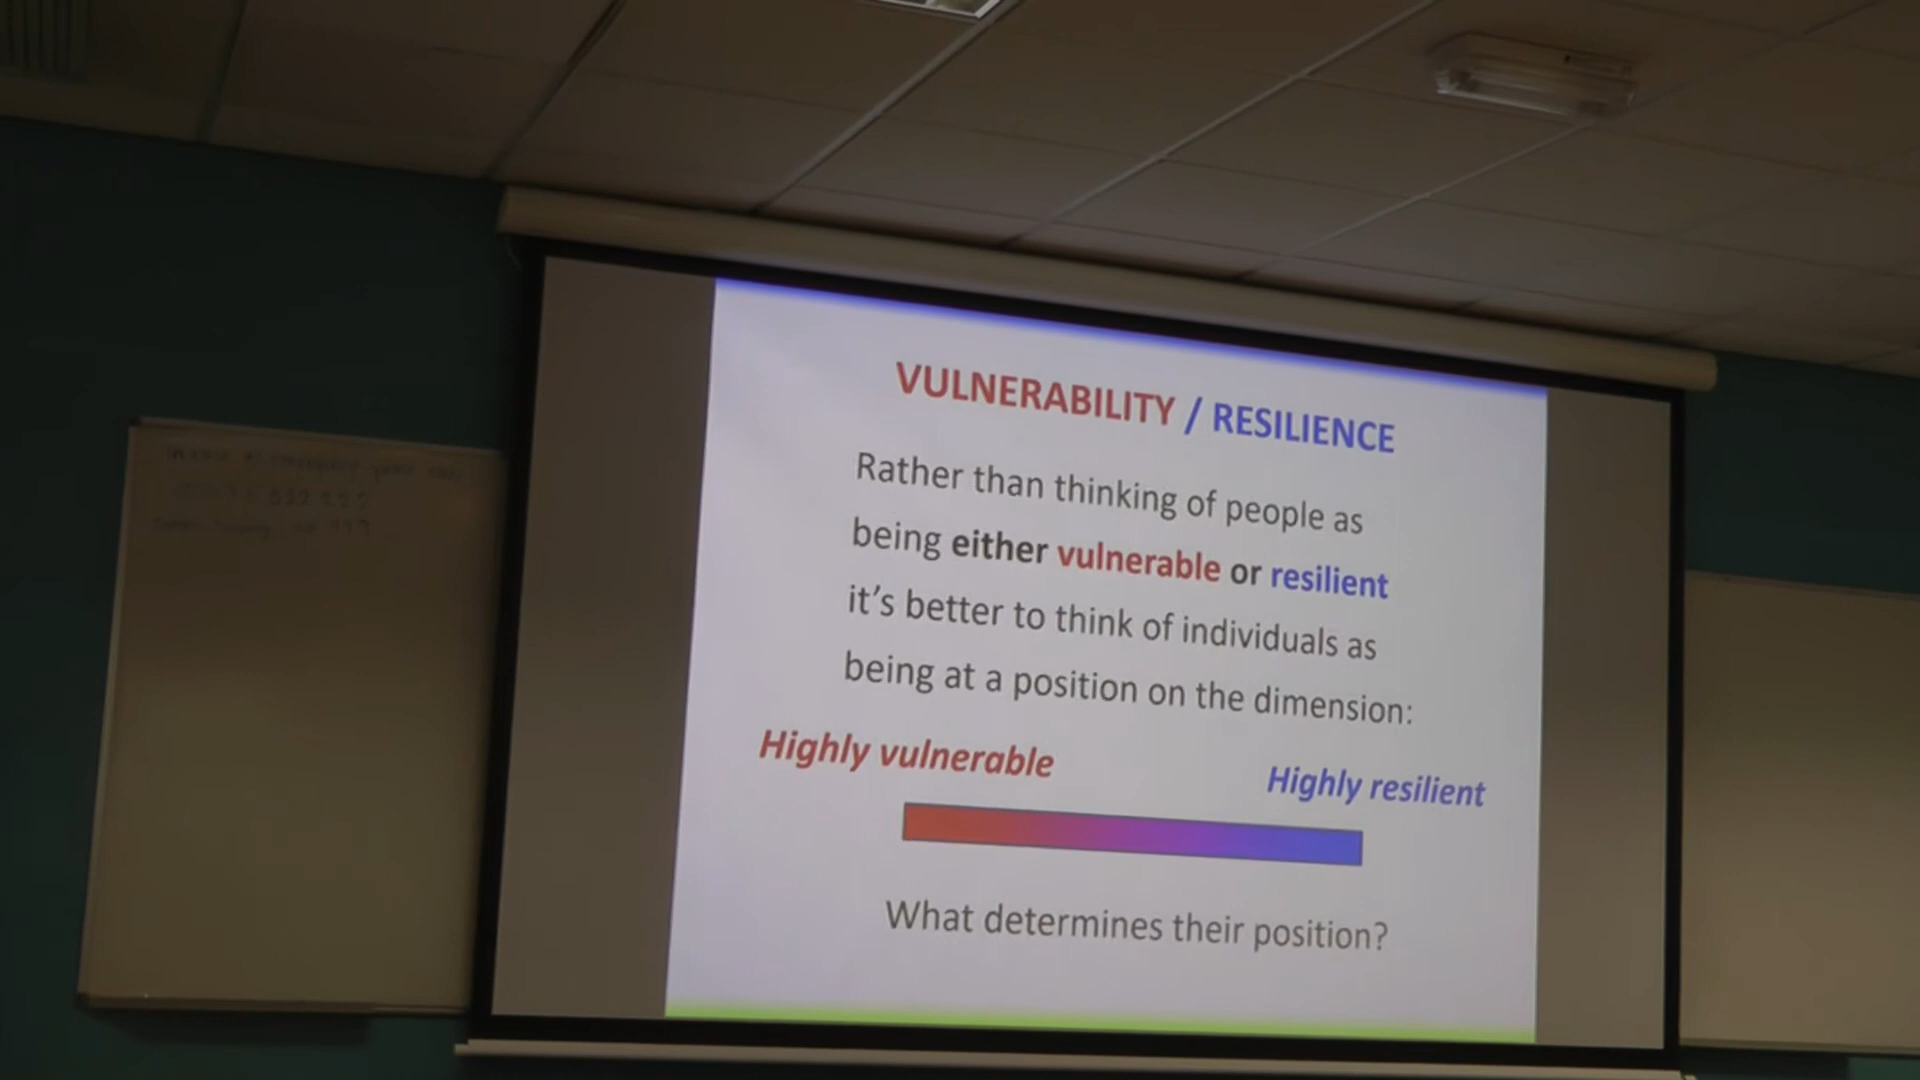 VULNERABILITY / RESILIENCE
Rather than thinking of people as
being either vulnerable or resilient
it's better to think of individuals as
being at a position on the dimension:
Highly vulnerable
Highly resilient
What determines their position?